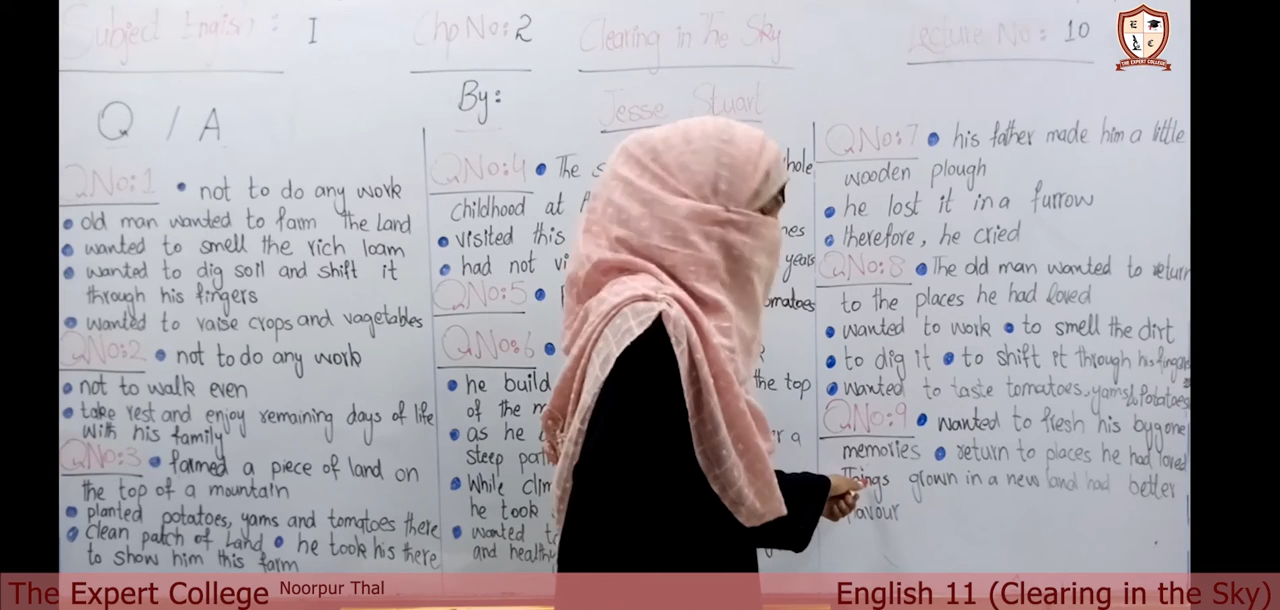 Subject English: I
Chp No: 2
Clearing in The Sky
Lecture No: 10
THE EXPERT COLLEGE
By: Jesse Stuart
Q / A
QNo:1 • not to do any work
• old man wanted to farm the Land
• wanted to smell the rich loam
• wanted to dig soil and shift it
through his fingers
• wanted to raise crops and vagetables
QNo:2 • not to do any work
• not to walk even
• take rest and enjoy remaining days of life
with his family
QNo:3 • farmed a piece of land on
the top of a mountain
• planted potatoes, yams and tomatoes there
• clean patch of Land • he took his there
to show him this farm
QNo:4 • The hole
childhood at
• visited this
• had not years
QNo:5 •
QNo:6 •
• he build the top
of the
• as he a
steep
• While
he took
• wanted
and
QNo:7 • his father made him a little
wooden plough
• he lost it in a furrow
• therefore, he cried
QNo:8 • The old man wanted to return
to the places he had loved
• wanted to work • to smell the dirt
• to dig it • to shift it through his fingers
• wanted to taste tomatoes, yams & Potatoes
QNo:9 • wanted to fresh his bygone
memories • return to places he had loved
Things grown in a new land had better
flavour
The Expert College Noorpur Thal
English 11 (Clearing in the Sky)